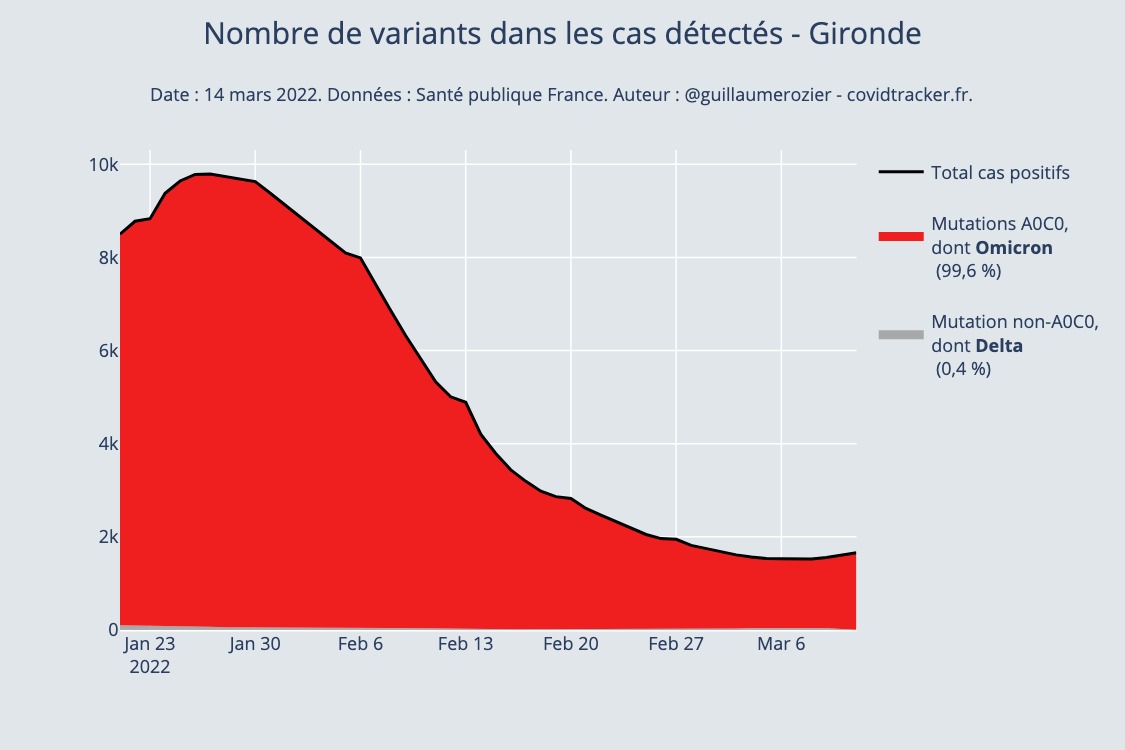 Nombre de variants dans les cas détectés - Gironde
Date : 14 mars 2022. Données : Santé publique France. Auteur : @guillaumerozier - covidtracker.fr.
10k
8k
6k
4k
2k
0
Jan 23
2022
Jan 30
Feb 6
Feb 13
Feb 20
Feb 27
Mar 6
Total cas positifs
Mutations A0C0,
dont Omicron
(99,6 %)
Mutation non-A0C0,
dont Delta
(0,4 %)